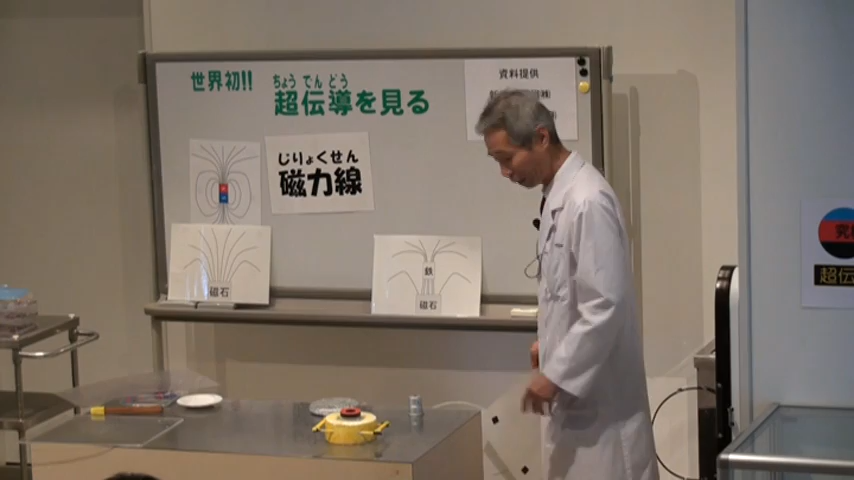 世界初!!
ちょう でん どう
超伝導を見る
資料提供
じりょくせん
磁力線
磁石
鉄
磁石
超伝